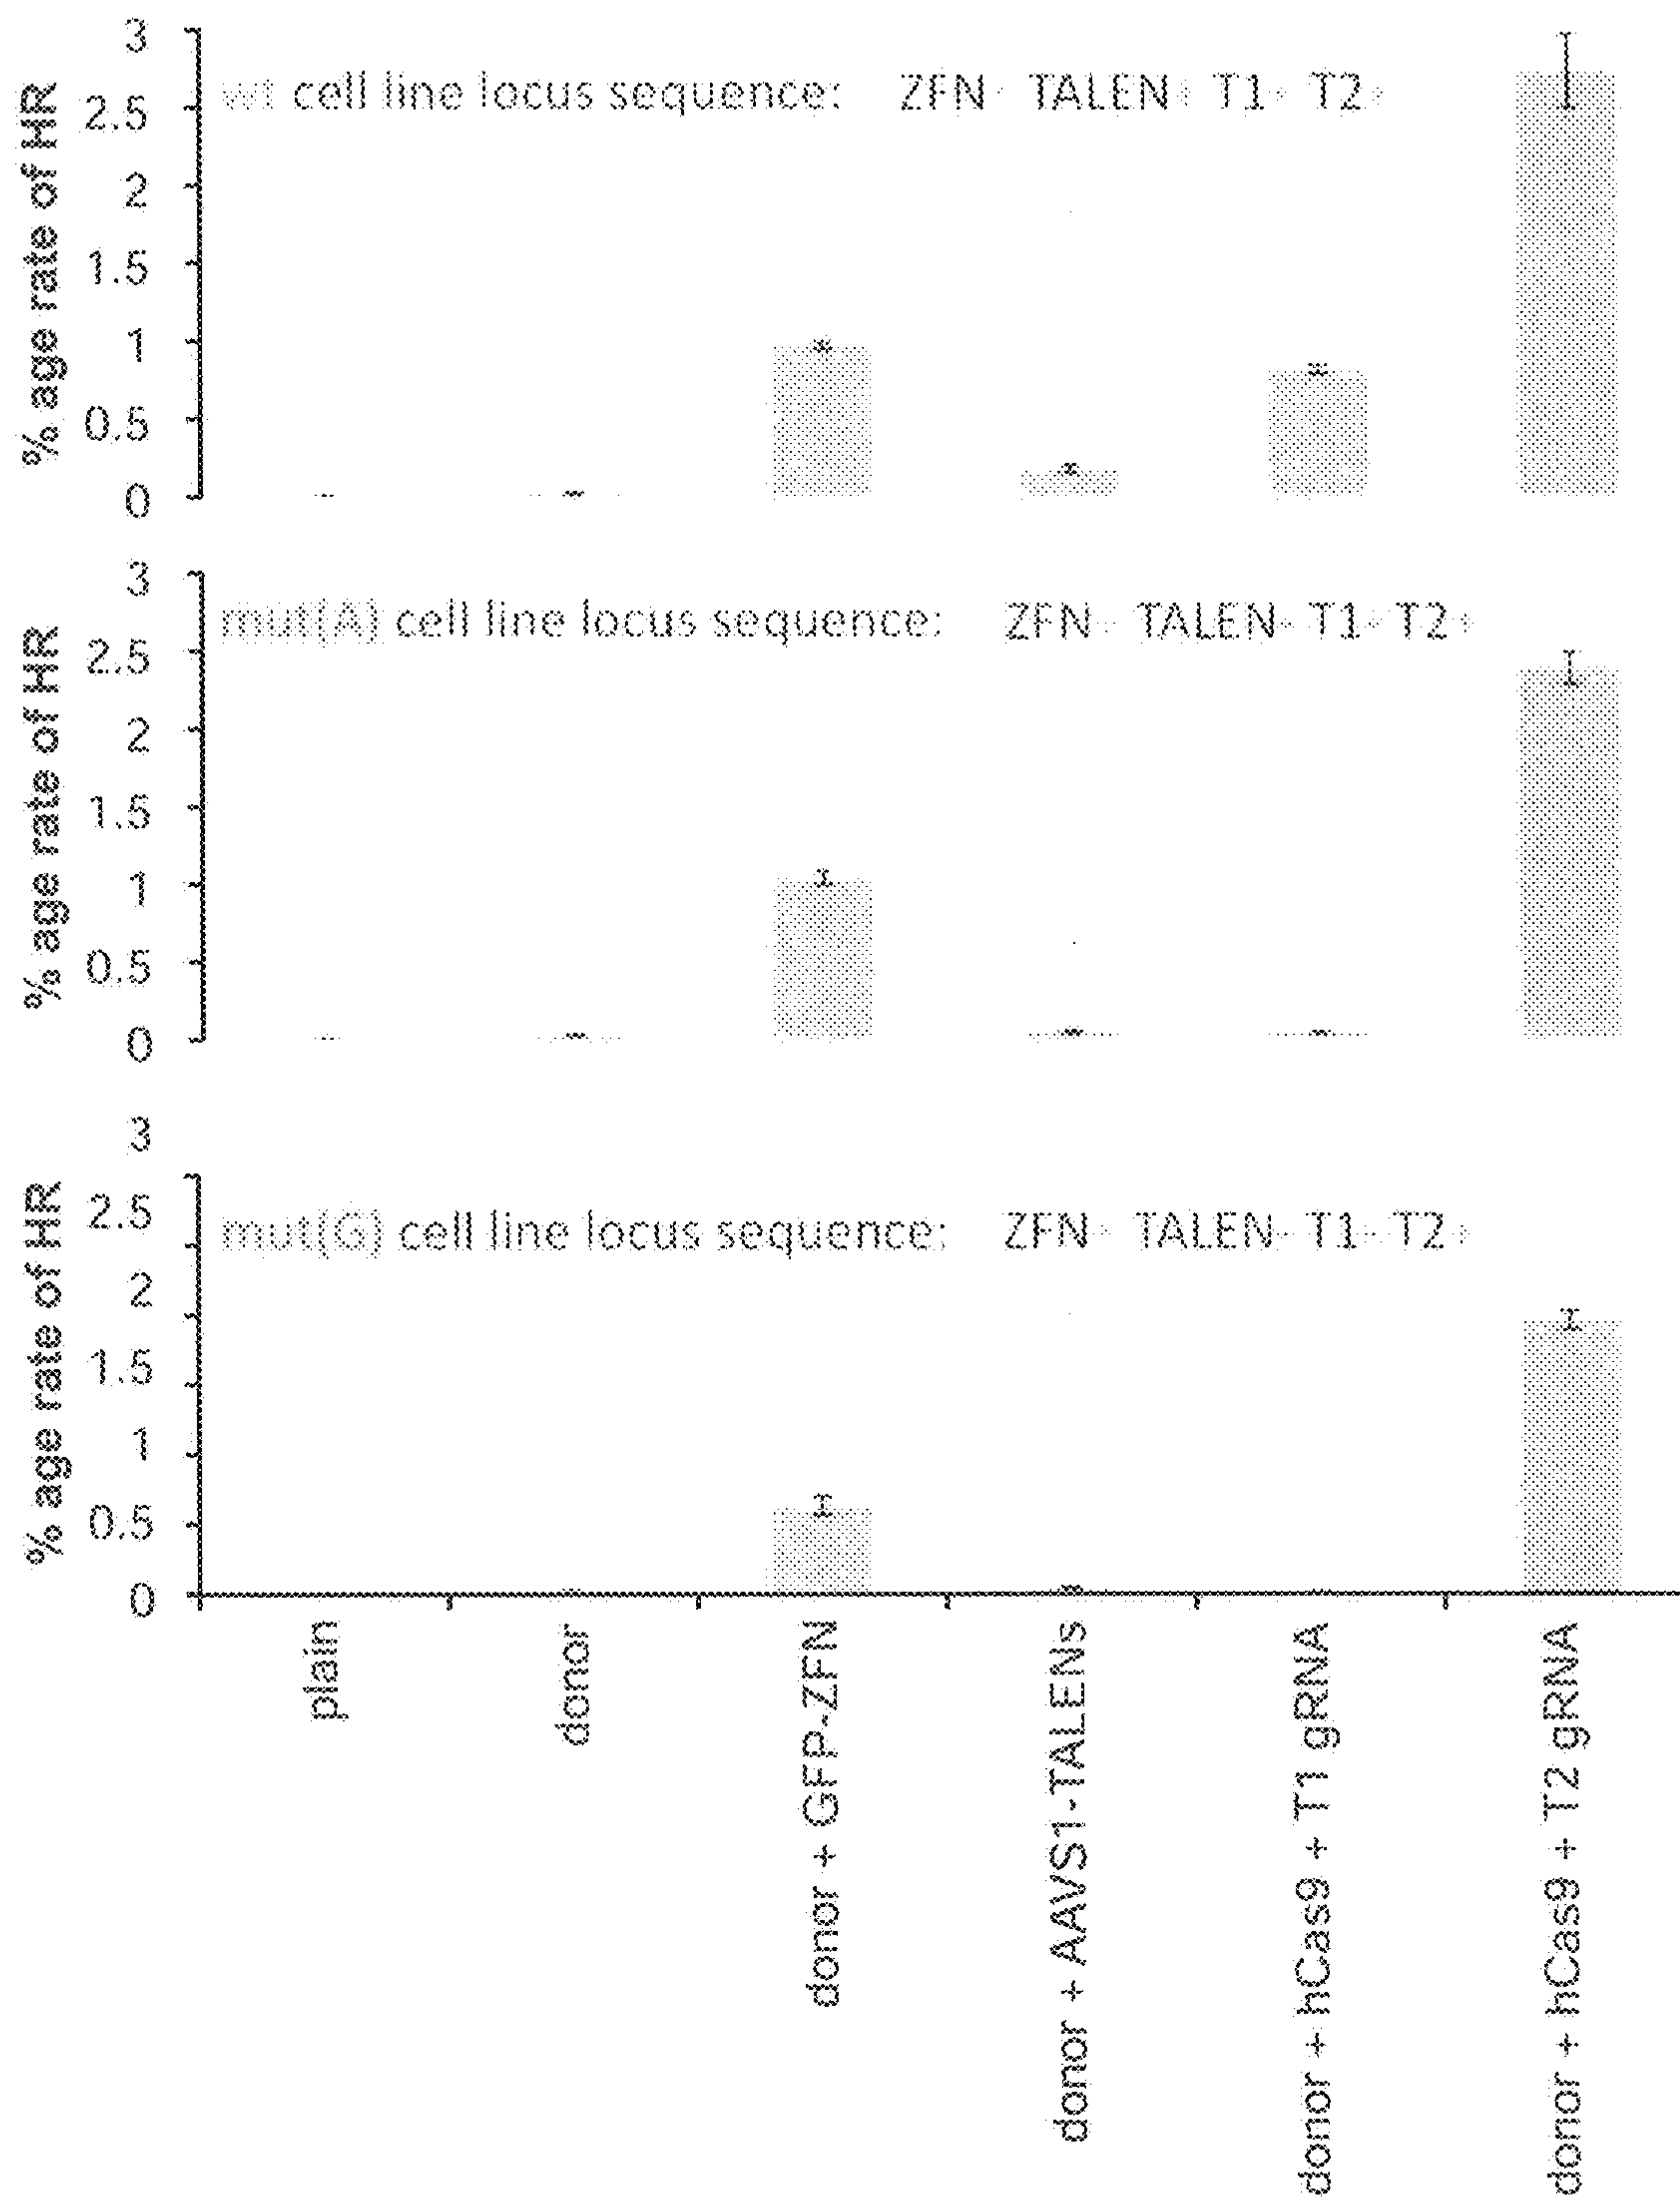 % age rate of HR
3
2.5
2
1.5
1
0.5
0
wt cell line locus sequence: ZFN+ TALEN+ T1+ T2+
% age rate of HR
3
2.5
2
1.5
1
0.5
0
mut(A) cell line locus sequence: ZFN+ TALEN- T1- T2+
% age rate of HR
3
2.5
2
1.5
1
0.5
0
mut(G) cell line locus sequence: ZFN+ TALEN- T1- T2+
plain
donor
donor + GFP-ZFN
donor + AAVS1-TALENs
donor + hCas9 + T1 gRNA
donor + hCas9 + T2 gRNA